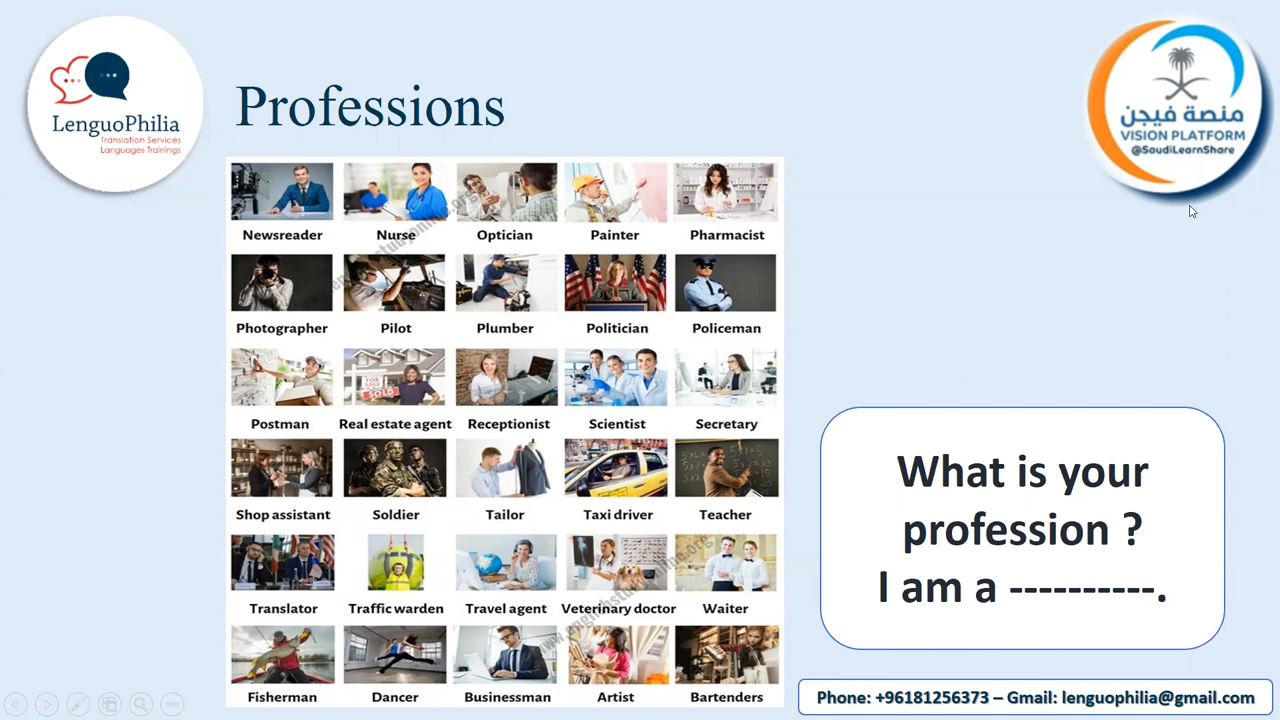 LenguoPhilia
Translation Services
Languages Trainings
Professions
منصة فيجن
VISION PLATFORM
@SaudiLearnShare
Newsreader Nurse Optician Painter Pharmacist
Photographer Pilot Plumber Politician Policeman
FOR SALE
SOLD
Postman Real estate agent Receptionist Scientist Secretary
Shop assistant Soldier Tailor Taxi driver Teacher
Translator Traffic warden Travel agent Veterinary doctor Waiter
Fisherman Dancer Businessman Artist Bartenders
What is your
profession ?
I am a ----------.
Phone: +96181256373 – Gmail: lenguophilia@gmail.com